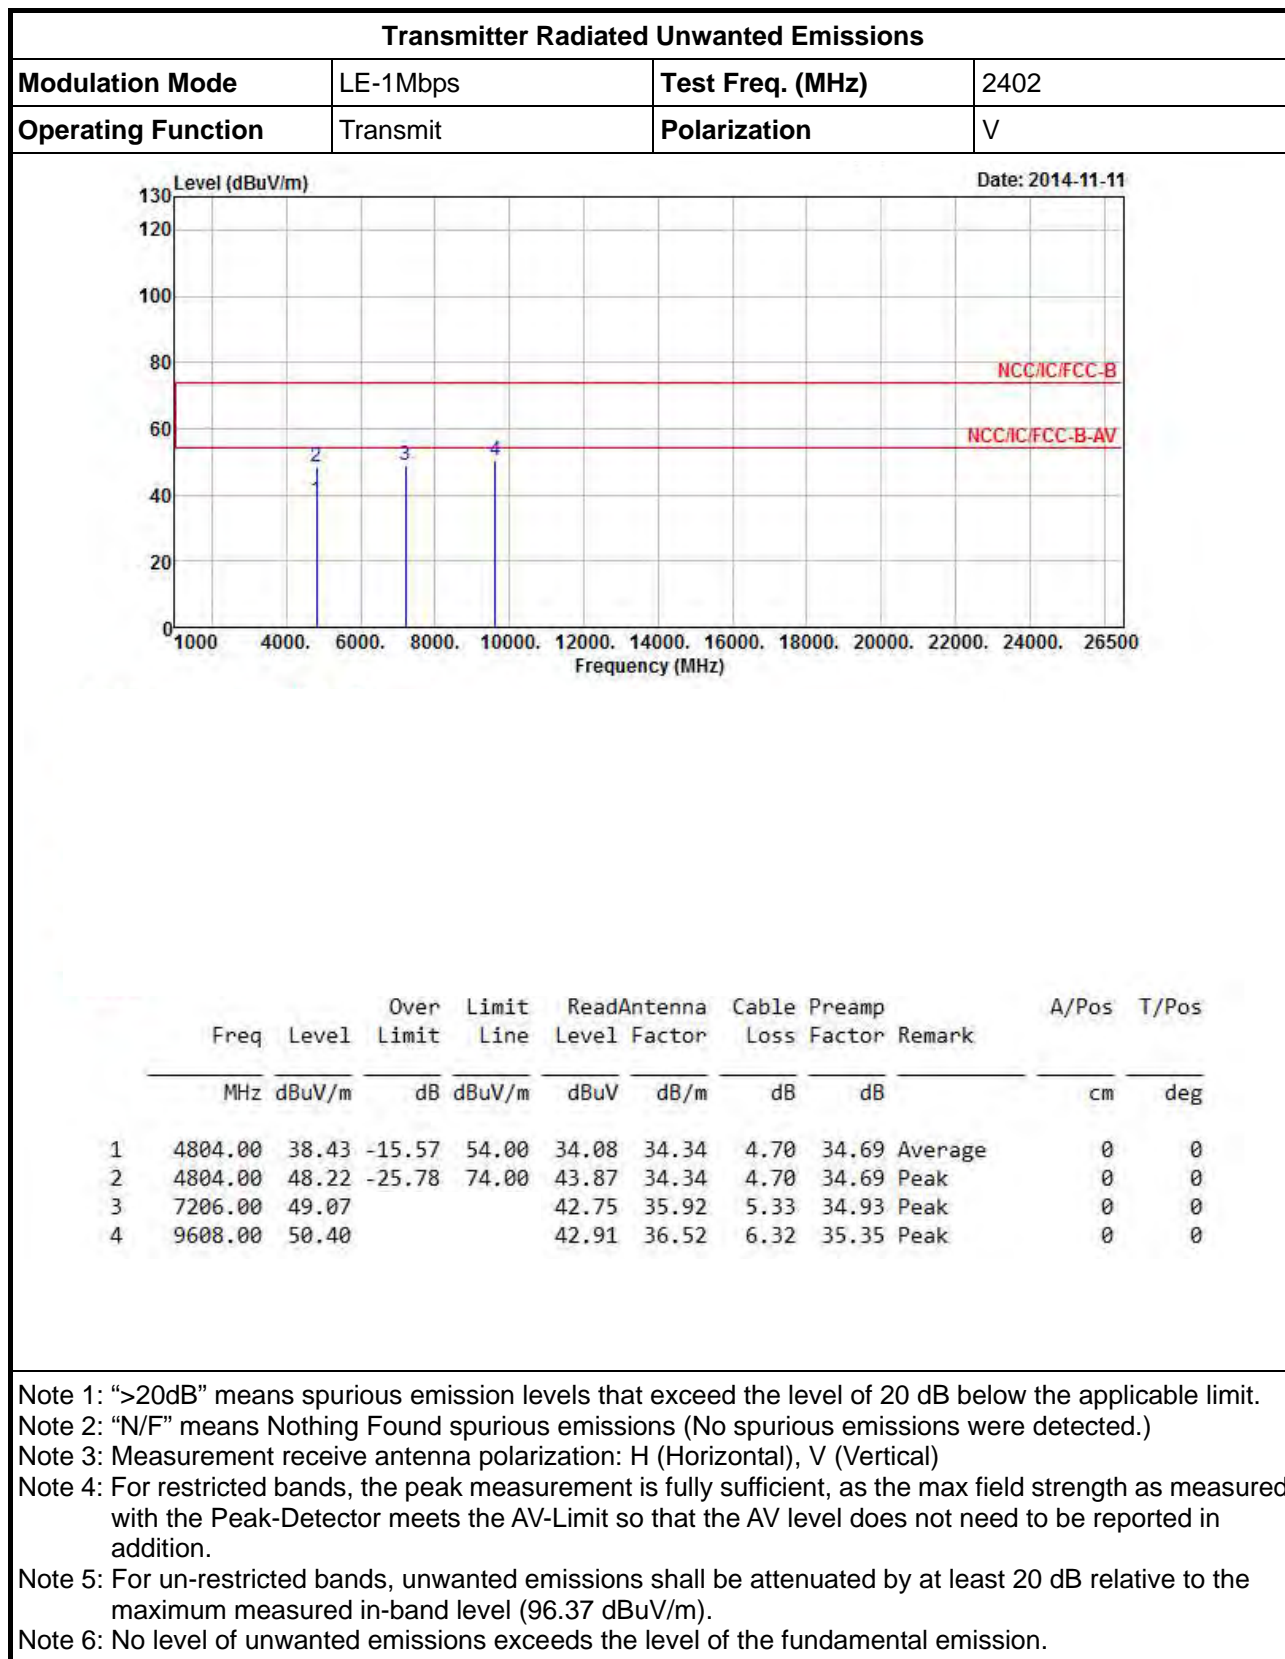 Transmitter Radiated Unwanted Emissions
Modulation Mode LE-1Mbps Test Freq. (MHz) 2402
Operating Function Transmit Polarization V
Level (dBuV/m) Date: 2014-11-11
130
120
100
80
60
40
20
0
NCC/IC/FCC-B
NCC/IC/FCC-B-AV
2 3 4
1
1000 4000. 6000. 8000. 10000. 12000. 14000. 16000. 18000. 20000. 22000. 24000. 26500
Frequency (MHz)
Over Limit ReadAntenna Cable Preamp A/Pos T/Pos
Freq Level Limit Line Level Factor Loss Factor Remark
MHz dBuV/m dB dBuV/m dBuV dB/m dB dB cm deg
1 4804.00 38.43 -15.57 54.00 34.08 34.34 4.70 34.69 Average 0 0
2 4804.00 48.22 -25.78 74.00 43.87 34.34 4.70 34.69 Peak 0 0
3 7206.00 49.07 42.75 35.92 5.33 34.93 Peak 0 0
4 9608.00 50.40 42.91 36.52 6.32 35.35 Peak 0 0
Note 1: “>20dB” means spurious emission levels that exceed the level of 20 dB below the applicable limit.
Note 2: “N/F” means Nothing Found spurious emissions (No spurious emissions were detected.)
Note 3: Measurement receive antenna polarization: H (Horizontal), V (Vertical)
Note 4: For restricted bands, the peak measurement is fully sufficient, as the max field strength as measured
with the Peak-Detector meets the AV-Limit so that the AV level does not need to be reported in
addition.
Note 5: For un-restricted bands, unwanted emissions shall be attenuated by at least 20 dB relative to the
maximum measured in-band level (96.37 dBuV/m).
Note 6: No level of unwanted emissions exceeds the level of the fundamental emission.